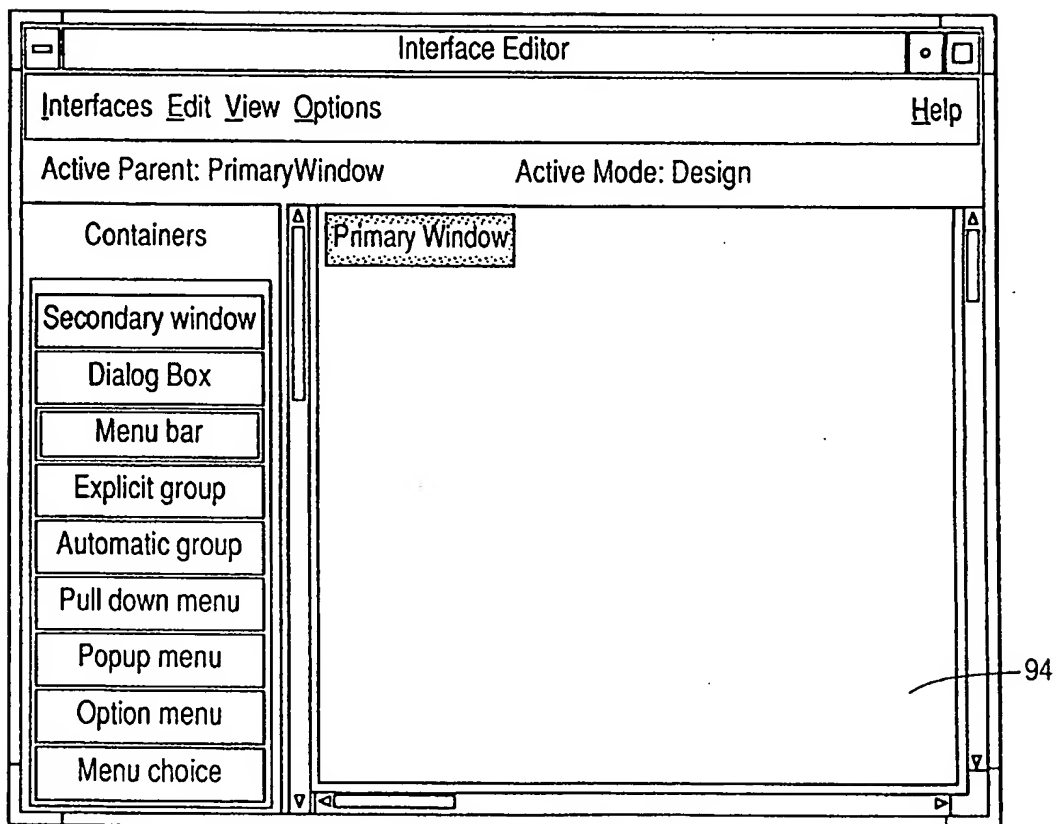 Interface Editor
Interfaces Edit View Options Help
Active Parent: PrimaryWindow Active Mode: Design
Containers
Primary Window
Secondary window
Dialog Box
Menu bar
Explicit group
Automatic group
Pull down menu
Popup menu
Option menu
Menu choice
94